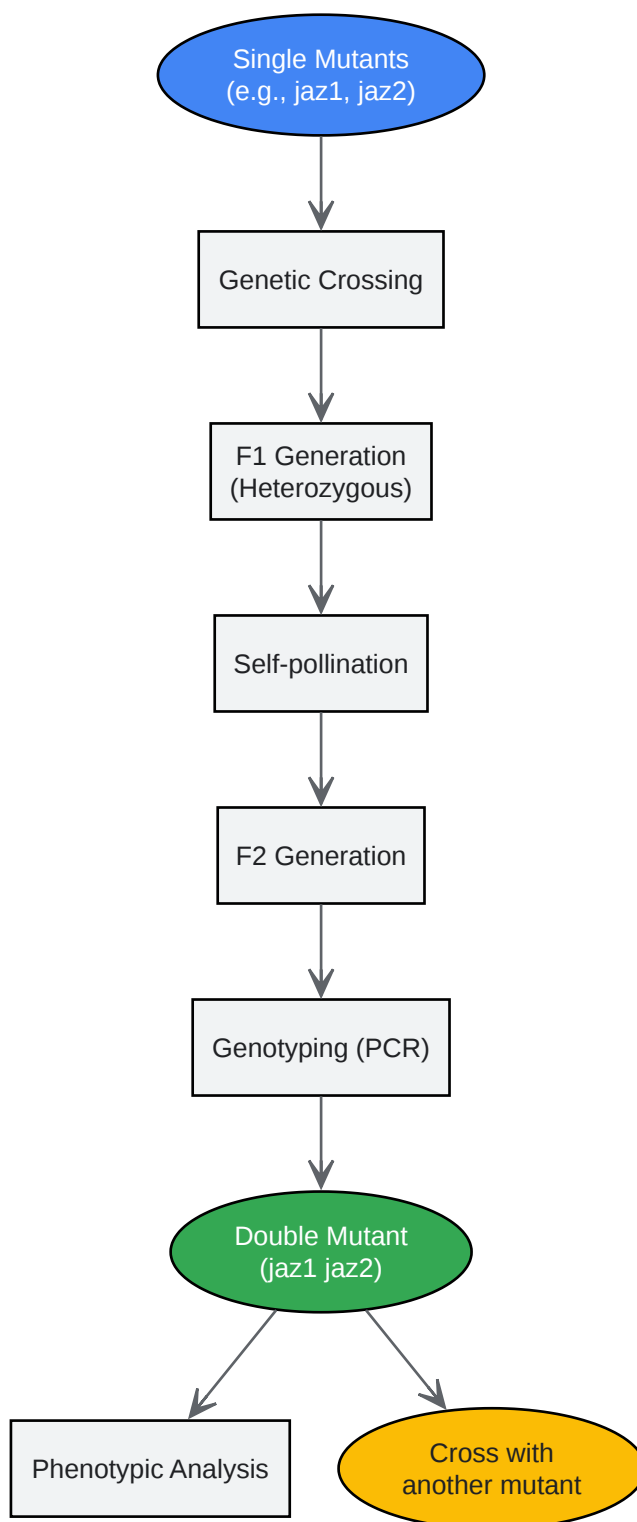 Single Mutants
(e.g., jaz1, jaz2)
Genetic Crossing
F1 Generation
(Heterozygous)
Self-pollination
F2 Generation
Genotyping (PCR)
Double Mutant
(jaz1 jaz2)
Phenotypic Analysis
Cross with
another mutant